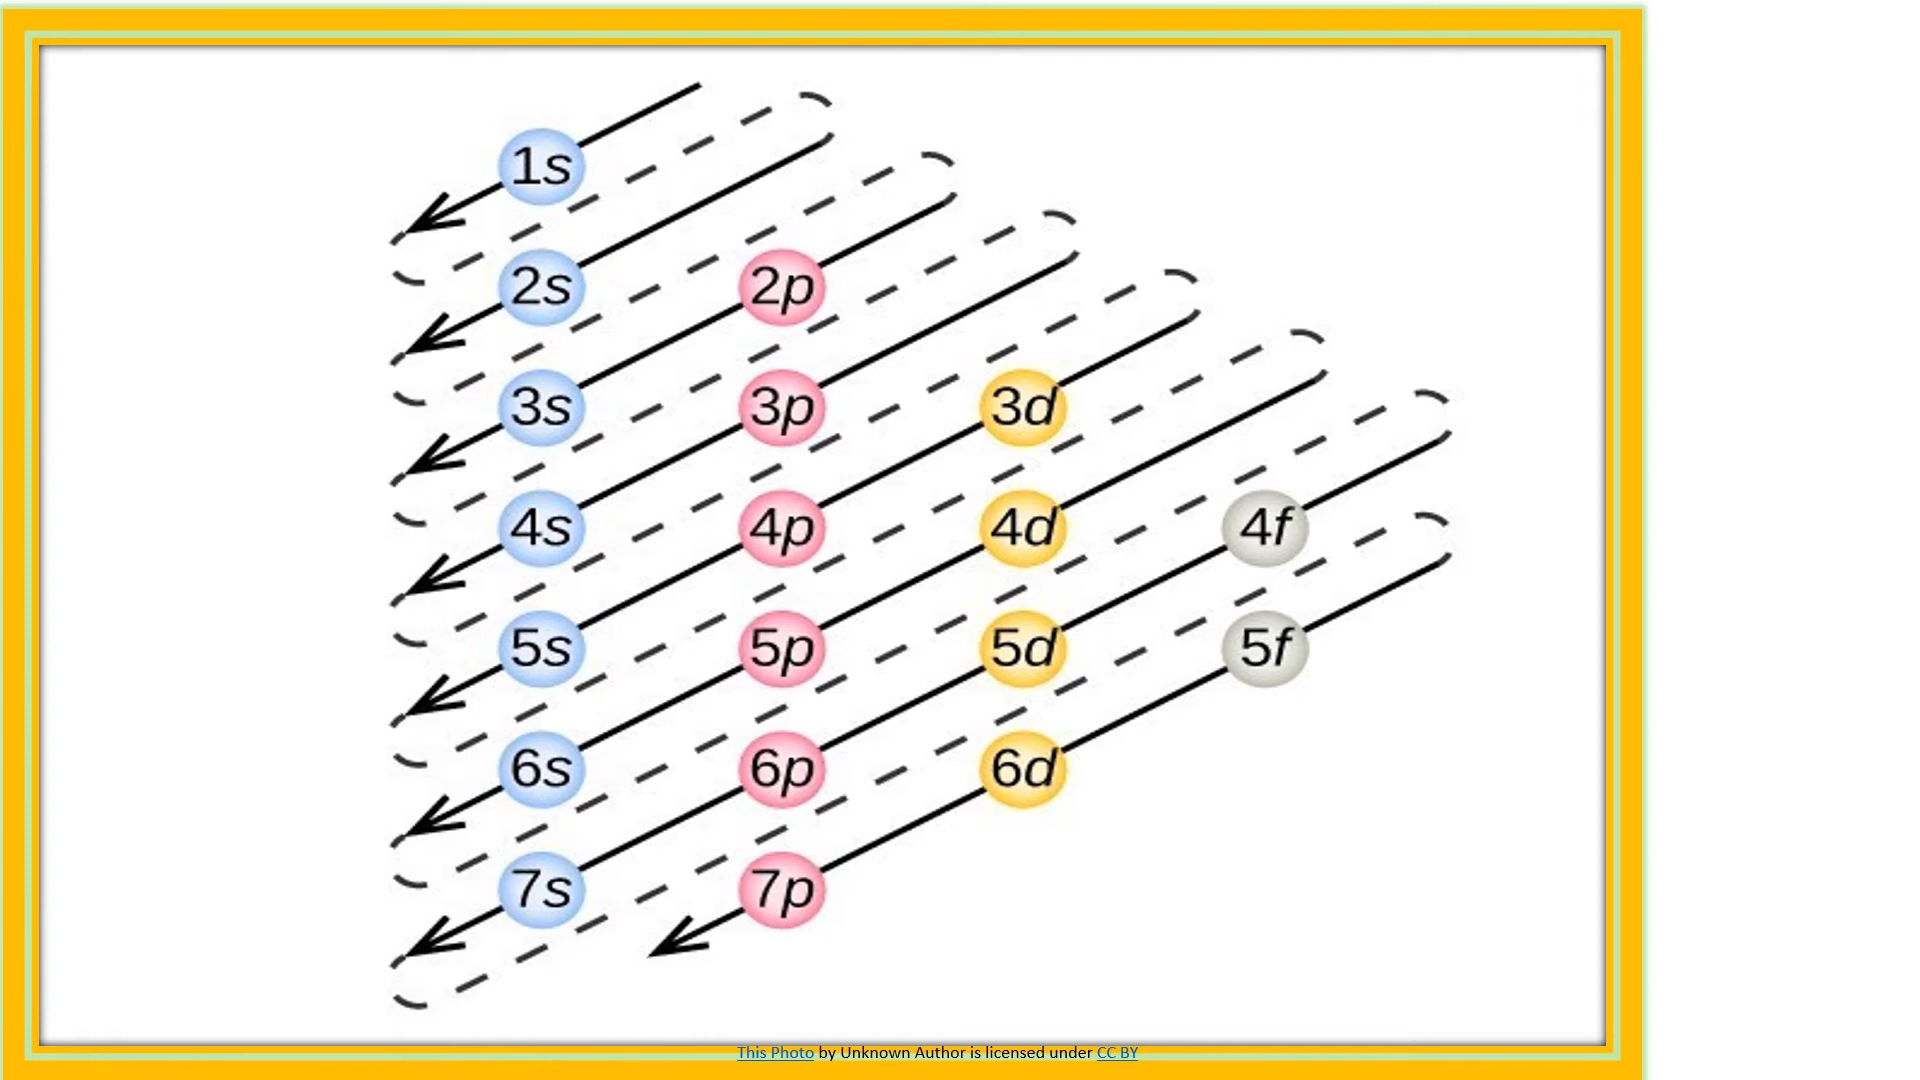 1s
2s 2p
3s 3p 3d
4s 4p 4d 4f
5s 5p 5d 5f
6s 6p 6d
7s 7p
This Photo by Unknown Author is licensed under CC BY